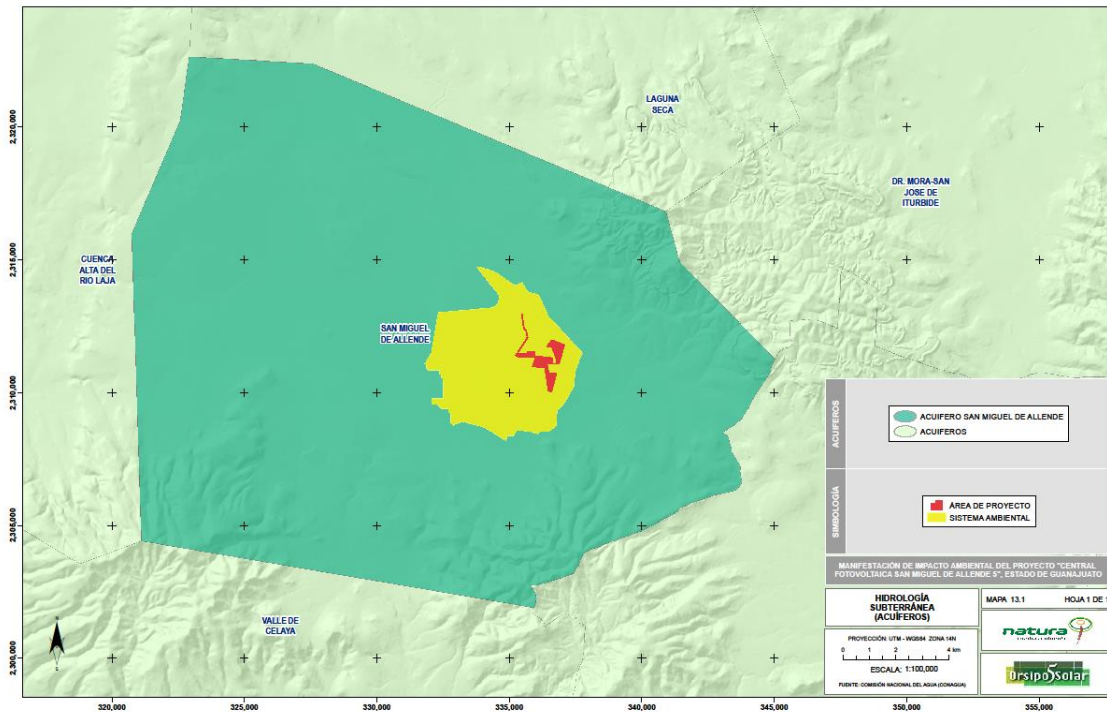 LAGUNA
SECA
DR. MORA-SAN
JOSE DE
ITURBIDE
CUENCA
ALTA DEL
RIO LAJA
SAN MIGUEL
DE ALLENDE
VALLE DE
CELAYA
2,320,000
2,315,000
2,310,000
2,305,000
2,300,000
320,000 325,000 330,000 335,000 340,000 345,000 350,000 355,000
ACUIFEROS
ACUIFERO SAN MIGUEL DE ALLENDE
ACUIFEROS
SIMBOLOGÍA
ÁREA DE PROYECTO
SISTEMA AMBIENTAL
MANIFESTACIÓN DE IMPACTO AMBIENTAL DEL PROYECTO "CENTRAL
FOTOVOLTAICA SAN MIGUEL DE ALLENDE 5", ESTADO DE GUANAJUATO
HIDROLOGÍA
SUBTERRÁNEA
(ACUÍFEROS)
MAPA 13.1 HOJA 1 DE 1
PROYECCIÓN: UTM - WGS84 ZONA 14N
0 1 2 4 km
ESCALA: 1:100,000
FUENTE: COMISIÓN NACIONAL DEL AGUA (CONAGUA)
natura
Orsipo5Solar